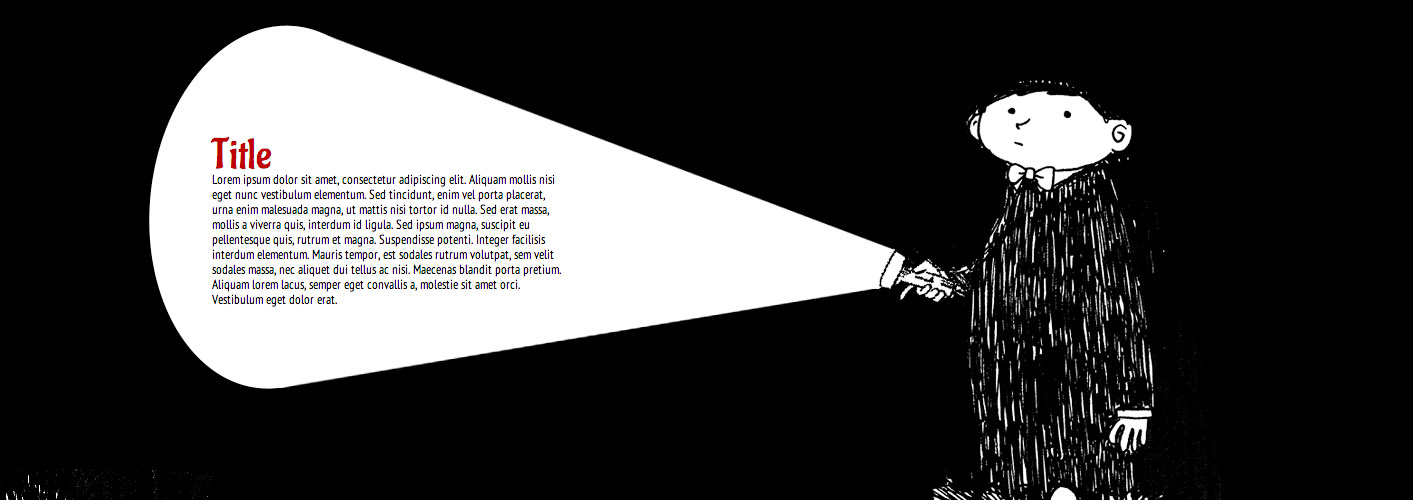 Title
Lorem ipsum dolor sit amet, consectetur adipiscing elit. Aliquam mollis nisi
eget nunc vestibulum elementum. Sed tincidunt, enim vel porta placerat,
urna enim malesuada magna, ut mattis nisi tortor id nulla. Sed erat massa,
mollis a viverra quis, interdum id ligula. Sed ipsum magna, suscipit eu
pellentesque quis, rutrum et magna. Suspendisse potenti. Integer facilisis
interdum elementum. Mauris tempor, est sodales rutrum volutpat, sem velit
sodales massa, nec aliquet dui tellus ac nisi. Maecenas blandit porta pretium.
Aliquam lorem lacus, semper eget convallis a, molestie sit amet orci.
Vestibulum eget dolor erat.